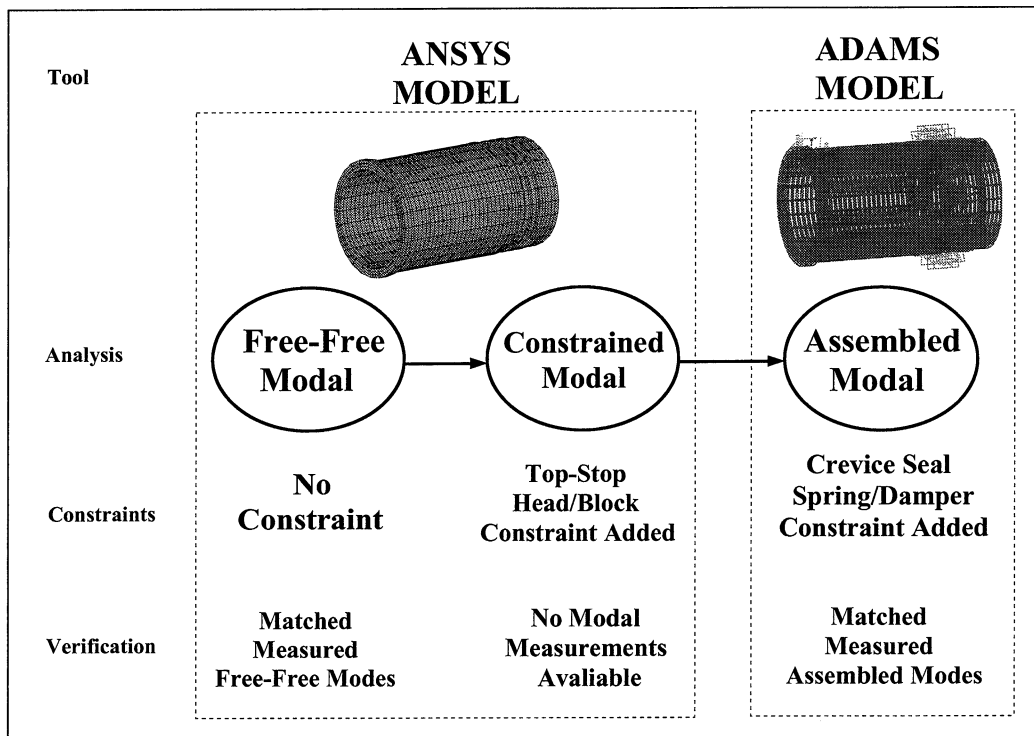 Tool
ANSYS
MODEL
ADAMS
MODEL
Analysis
Free-Free
Modal
Constrained
Modal
Assembled
Modal
Constraints
No
Constraint
Top-Stop
Head/Block
Constraint Added
Crevice Seal
Spring/Damper
Constraint Added
Verification
Matched
Measured
Free-Free Modes
No Modal
Measurements
Avaliable
Matched
Measured
Assembled Modes